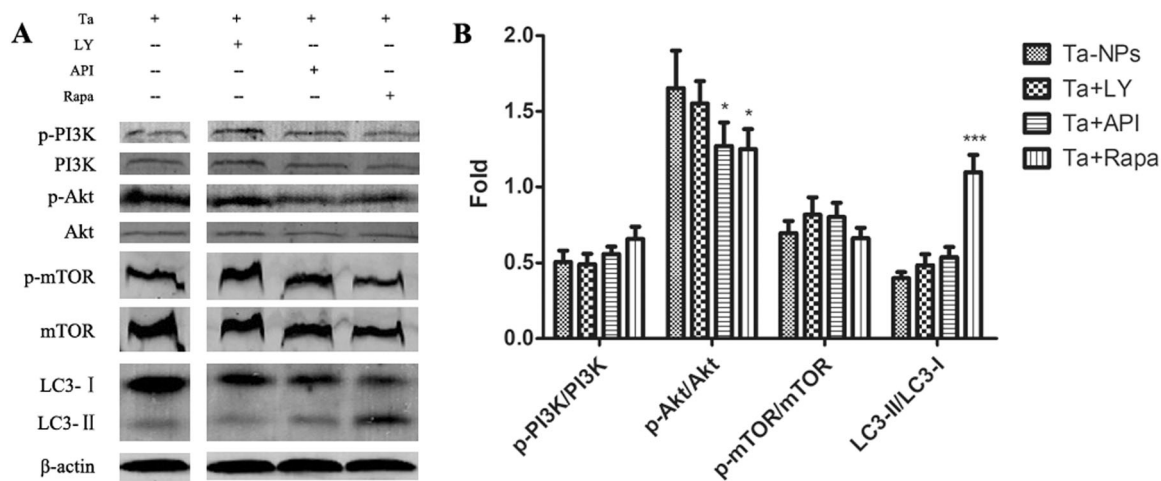 A
Ta + + + +
LY -- + -- --
API -- -- + --
Rapa -- -- -- +
p-PI3K
PI3K
p-Akt
Akt
p-mTOR
mTOR
LC3-Ⅰ
LC3-Ⅱ
β-actin
B
Fold
2.0
1.5
1.0
0.5
0.0
* *
***
p-PI3K/PI3K
p-Akt/Akt
p-mTOR/mTOR
LC3-II/LC3-I
Ta-NPs
Ta+LY
Ta+API
Ta+Rapa